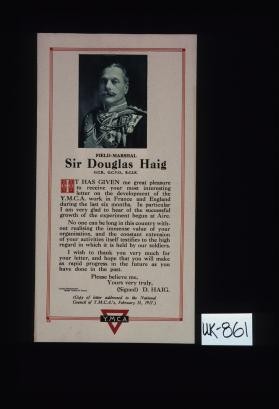 FIELD-MARSHAL
Sir Douglas Haig
G.C.B., G.C.V.O., K.C.I.E.
IT HAS GIVEN me great pleasure
to receive your most interesting
letter on the development of the
Y.M.C.A. work in France and England
during the last six months. In particular
I am very glad to hear of the successful
growth of the experiment begun at Aire.
No one can be long in this country with-
out realising the immense value of your
organisation, and the constant extension
of your activities itself testifies to the high
regard in which it is held by our soldiers.
I wish to thank you very much for
your letter, and hope that you will make
as rapid progress in the future as you
have done in the past.
Please believe me,
Yours very truly,
(Signed) D. HAIG.
(Copy of letter addressed to the National
Council of Y.M.C.A.'s, February 11, 1917.)
YMCA
UK-861